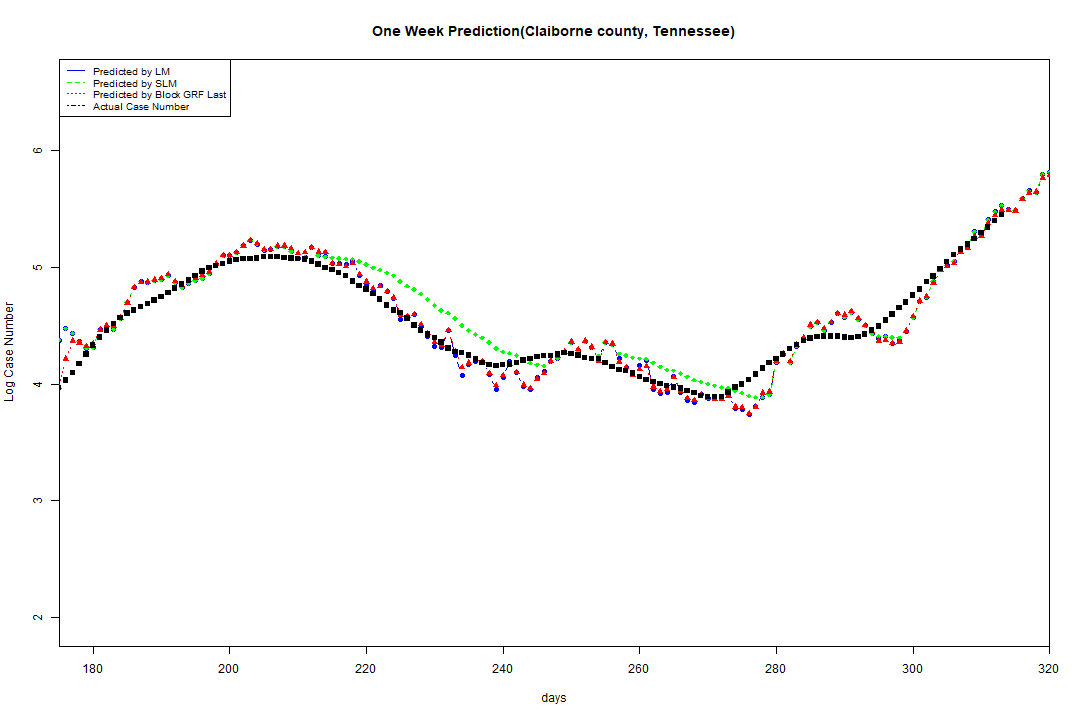 One Week Prediction(Claiborne county, Tennessee)
Predicted by LM
Predicted by SLM
Predicted by Block GRF Last
Actual Case Number
Log Case Number
6
5
4
3
2
180 200 220 240 260 280 300 320
days